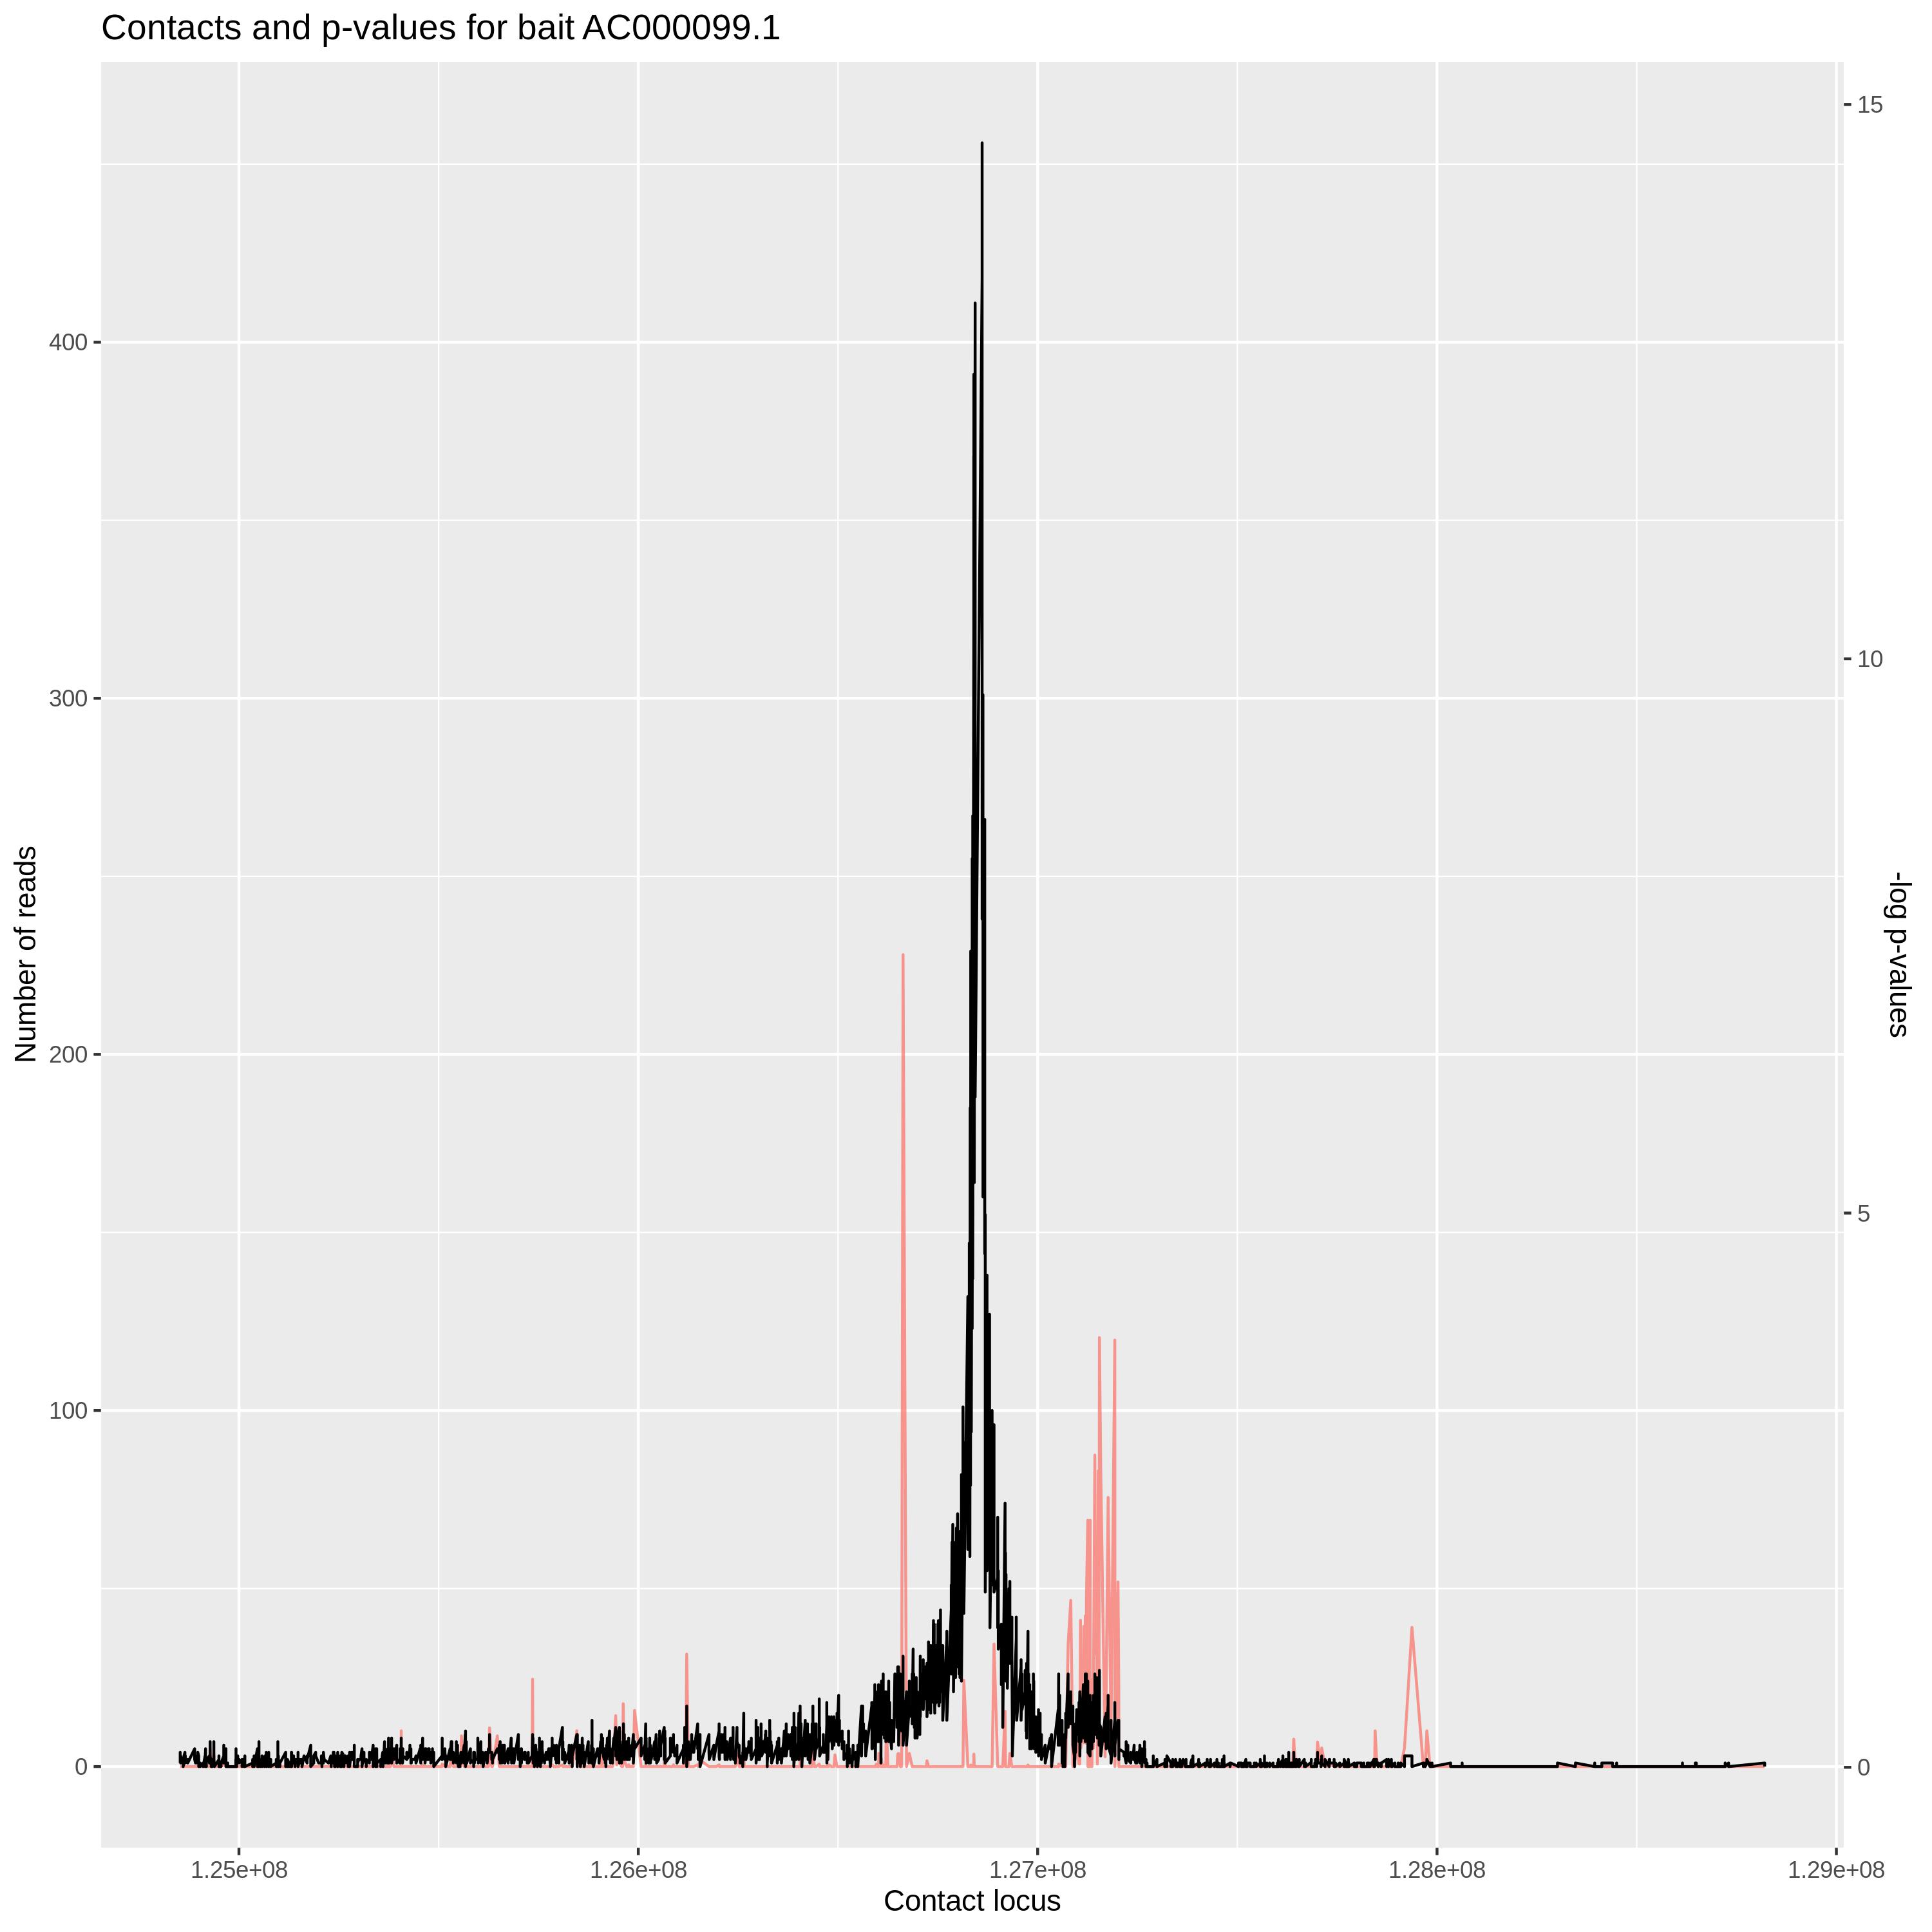 Contacts and p-values for bait AC000099.1
Number of reads
400
300
200
100
0
15
10
5
0
-log p-values
1.25e+08
1.26e+08
1.27e+08
1.28e+08
1.29e+08
Contact locus